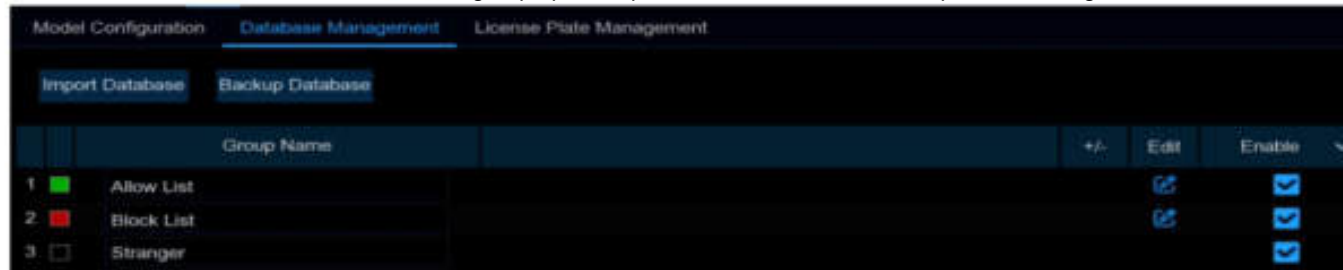 Model Configuration Database Management License Plate Management
Import Database Backup Database
Group Name +/- Edit Enable
1 Allow List
2 Block List
3 Stranger